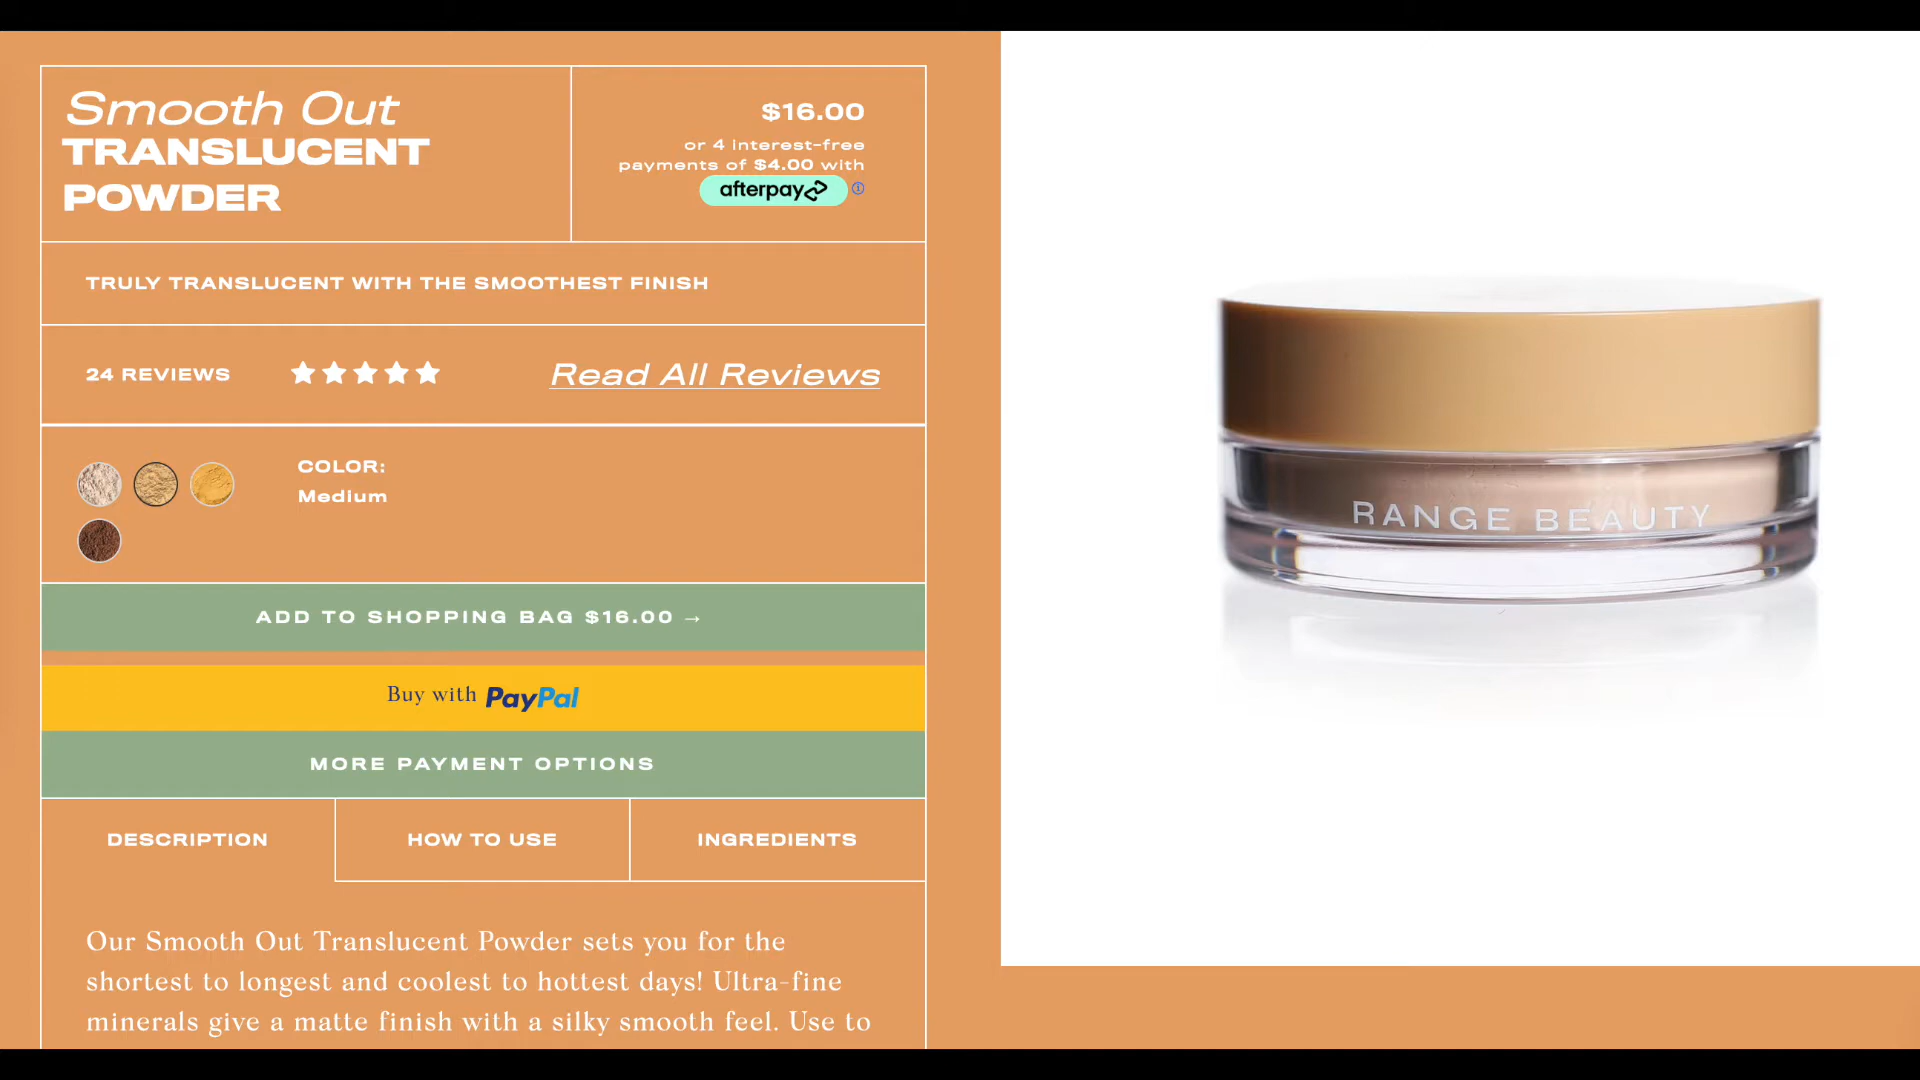 Smooth Out
TRANSLUCENT
POWDER
$16.00
or 4 interest-free
payments of $4.00 with
afterpay
TRULY TRANSLUCENT WITH THE SMOOTHEST FINISH
24 REVIEWS
Read All Reviews
COLOR:
Medium
ADD TO SHOPPING BAG $16.00 →
Buy with PayPal
MORE PAYMENT OPTIONS
DESCRIPTION
HOW TO USE
INGREDIENTS
Our Smooth Out Translucent Powder sets you for the
shortest to longest and coolest to hottest days! Ultra-fine
minerals give a matte finish with a silky smooth feel. Use to
RANGE BEAUTY